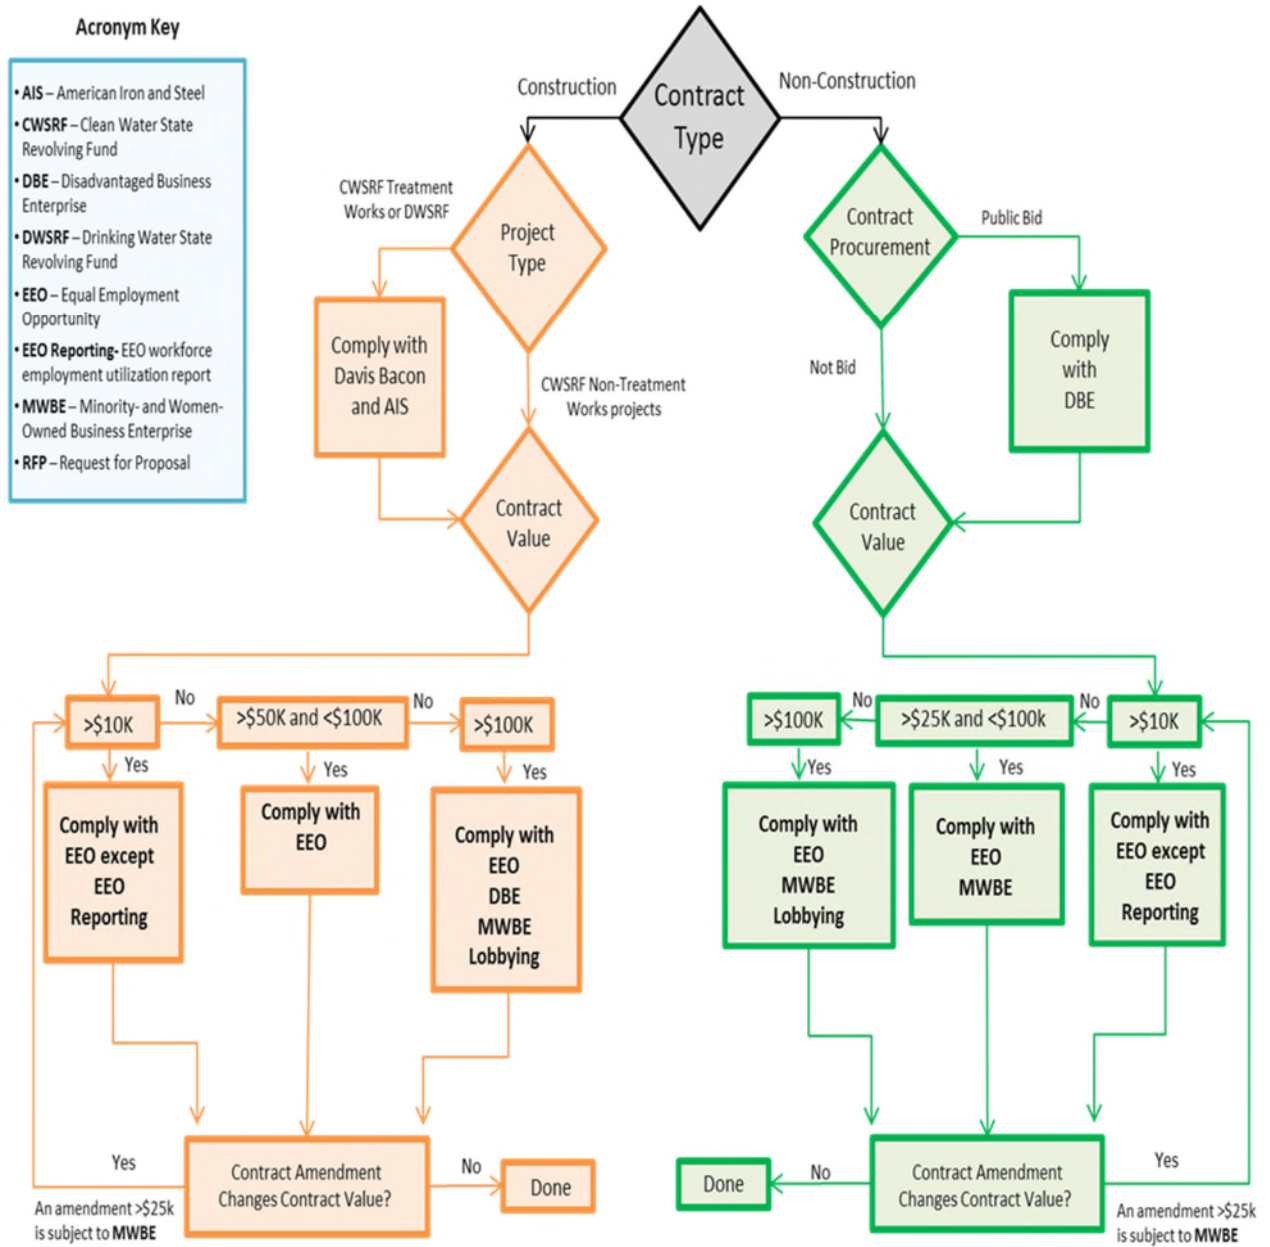 Acronym Key
• AIS – American Iron and Steel
• CWSRF – Clean Water State
Revolving Fund
• DBE – Disadvantaged Business
Enterprise
• DWSRF – Drinking Water State
Revolving Fund
• EEO – Equal Employment
Opportunity
• EEO Reporting- EEO workforce
employment utilization report
• MWBE – Minority- and Women-
Owned Business Enterprise
• RFP – Request for Proposal
Contract
Type
Construction
Non-Construction
CWSRF Treatment
Works or DWSRF
Project
Type
Comply with
Davis Bacon
and AIS
CWSRF Non-Treatment
Works projects
Contract
Value
Contract
Procurement
Public Bid
Not Bid
Comply
with
DBE
Contract
Value
>$10K
No
>$50K and <$100K
No
>$100K
Yes
Yes
Yes
Comply with
EEO except
EEO
Reporting
Comply with
EEO
Comply with
EEO
DBE
MWBE
Lobbying
Yes
Contract Amendment
Changes Contract Value?
No
Done
An amendment >$25k
is subject to MWBE
>$100K
No
>$25K and <$100k
No
>$10K
Yes
Yes
Yes
Comply with
EEO
MWBE
Lobbying
Comply with
EEO
MWBE
Comply with
EEO except
EEO
Reporting
Done
No
Contract Amendment
Changes Contract Value?
Yes
An amendment >$25k
is subject to MWBE